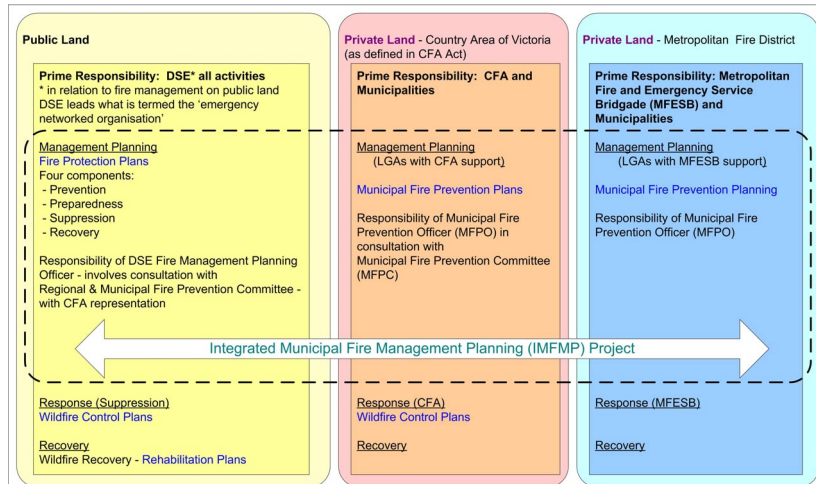 Public Land
Prime Responsibility: DSE* all activities
* in relation to fire management on public land
DSE leads what is termed the 'emergency
networked organisation'
Management Planning
Fire Protection Plans
Four components:
- Prevention
- Preparedness
- Suppression
- Recovery
Responsibility of DSE Fire Management Planning
Officer - involves consultation with
Regional & Municipal Fire Prevention Committee -
with CFA representation
Private Land - Country Area of Victoria
(as defined in CFA Act)
Prime Responsibility: CFA and
Municipalities
Management Planning
(LGAs with CFA support)
Municipal Fire Prevention Plans
Responsibility of Municipal Fire
Prevention Officer (MFPO) in
consultation with
Municipal Fire Prevention Committee
(MFPC)
Private Land - Metropolitan Fire District
Prime Responsibility: Metropolitan
Fire and Emergency Service
Bridgade (MFESB) and
Municipalities
Management Planning
(LGAs with MFESB support)
Municipal Fire Prevention Planning
Responsibility of Municipal Fire
Prevention Officer (MFPO)
Integrated Municipal Fire Management Planning (IMFMP) Project
Response (Suppression)
Wildfire Control Plans
Recovery
Wildfire Recovery - Rehabilitation Plans
Response (CFA)
Wildfire Control Plans
Recovery
Response (MFESB)
Recovery